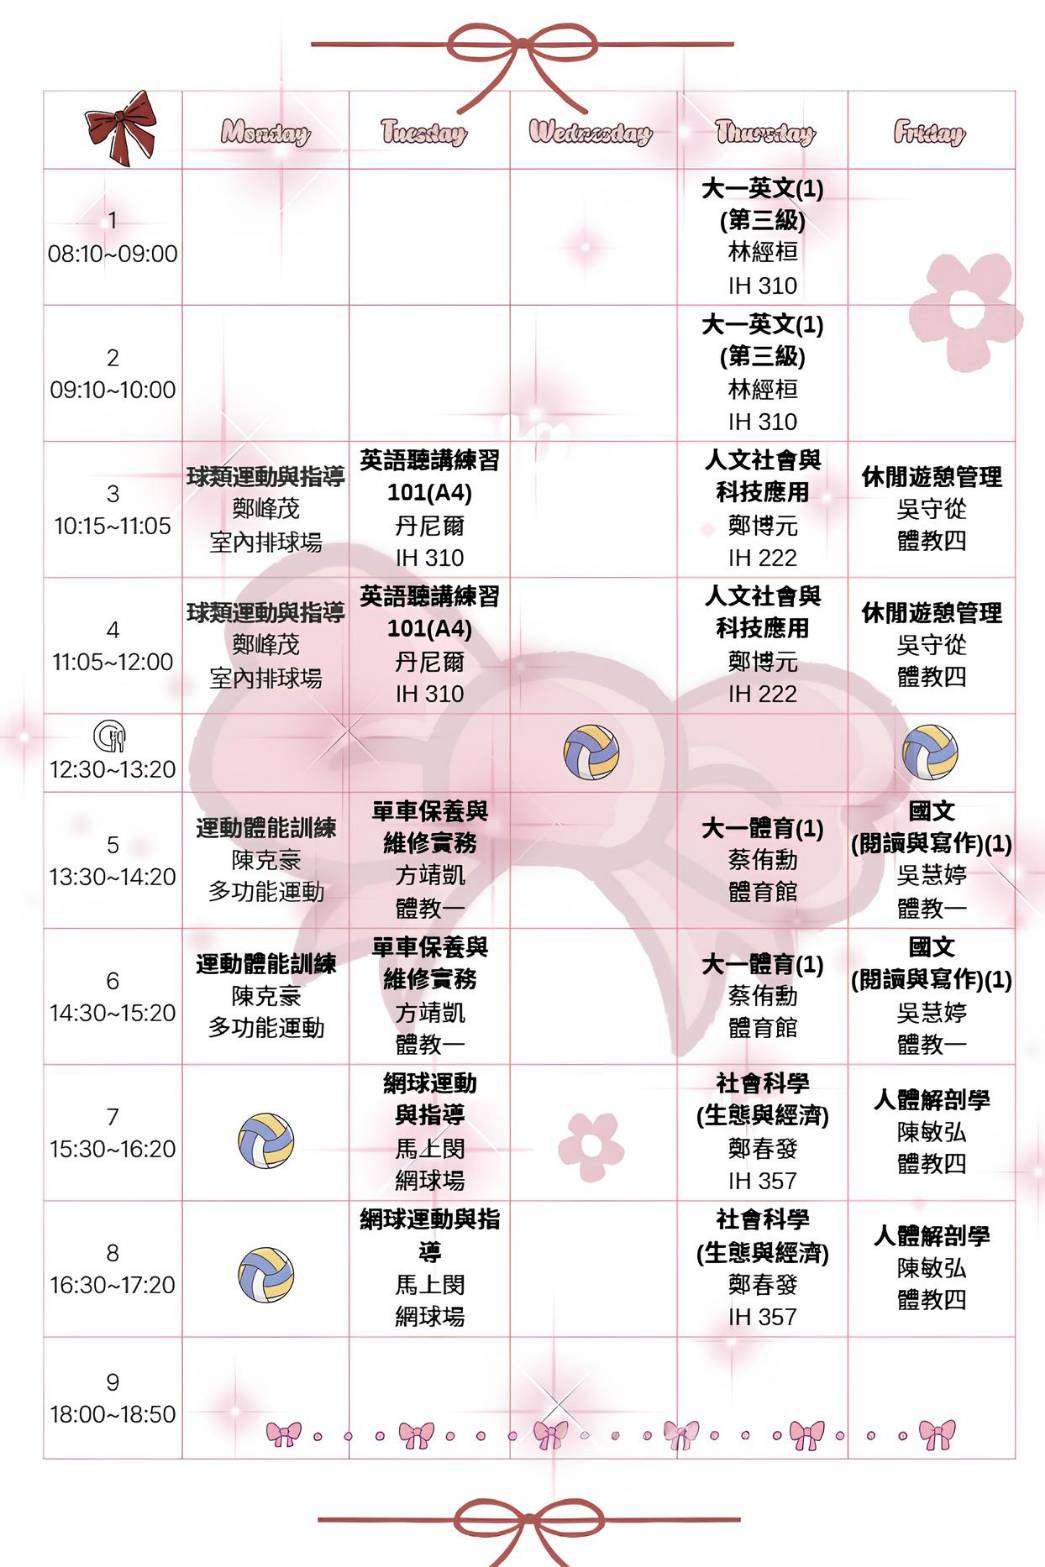 Monday Tuesday Wednesday Thursday Friday
1
08:10~09:00
大一英文(1)
(第三級)
林經桓
IH 310
2
09:10~10:00
大一英文(1)
(第三級)
林經桓
IH 310
3
10:15~11:05
球類運動與指導
鄭峰茂
室內排球場
英語聽講練習
101(A4)
丹尼爾
IH 310
人文社會與
科技應用
鄭博元
IH 222
休閒遊憩管理
吳守從
體教四
4
11:05~12:00
球類運動與指導
鄭峰茂
室內排球場
英語聽講練習
101(A4)
丹尼爾
IH 310
人文社會與
科技應用
鄭博元
IH 222
休閒遊憩管理
吳守從
體教四
12:30~13:20
5
13:30~14:20
運動體能訓練
陳克豪
多功能運動
單車保養與
維修實務
方靖凱
體教一
大一體育(1)
蔡侑勳
體育館
國文
(閱讀與寫作)(1)
吳慧婷
體教一
6
14:30~15:20
運動體能訓練
陳克豪
多功能運動
單車保養與
維修實務
方靖凱
體教一
大一體育(1)
蔡侑勳
體育館
國文
(閱讀與寫作)(1)
吳慧婷
體教一
7
15:30~16:20
網球運動
與指導
馬上閔
網球場
社會科學
(生態與經濟)
鄭春發
IH 357
人體解剖學
陳敏弘
體教四
8
16:30~17:20
網球運動與指
導
馬上閔
網球場
社會科學
(生態與經濟)
鄭春發
IH 357
人體解剖學
陳敏弘
體教四
9
18:00~18:50